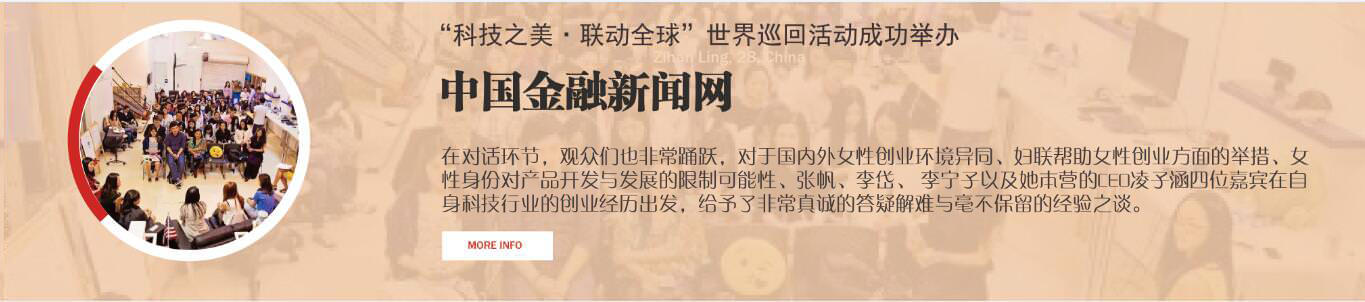 “科技之美·联动全球”世界巡回活动成功举办
Zihan Ling, 28, China
中国金融新闻网
在对话环节，观众们也非常踊跃，对于国内外女性创业环境异同、妇联帮助女性创业方面的举措、女
性身份对产品开发与发展的限制可能性、张帆、李岱、 李宁子以及她本营的CEO凌子涵四位嘉宾在自
身科技行业的创业经历出发，给予了非常真诚的答疑解难与毫不保留的经验之谈。
MORE INFO